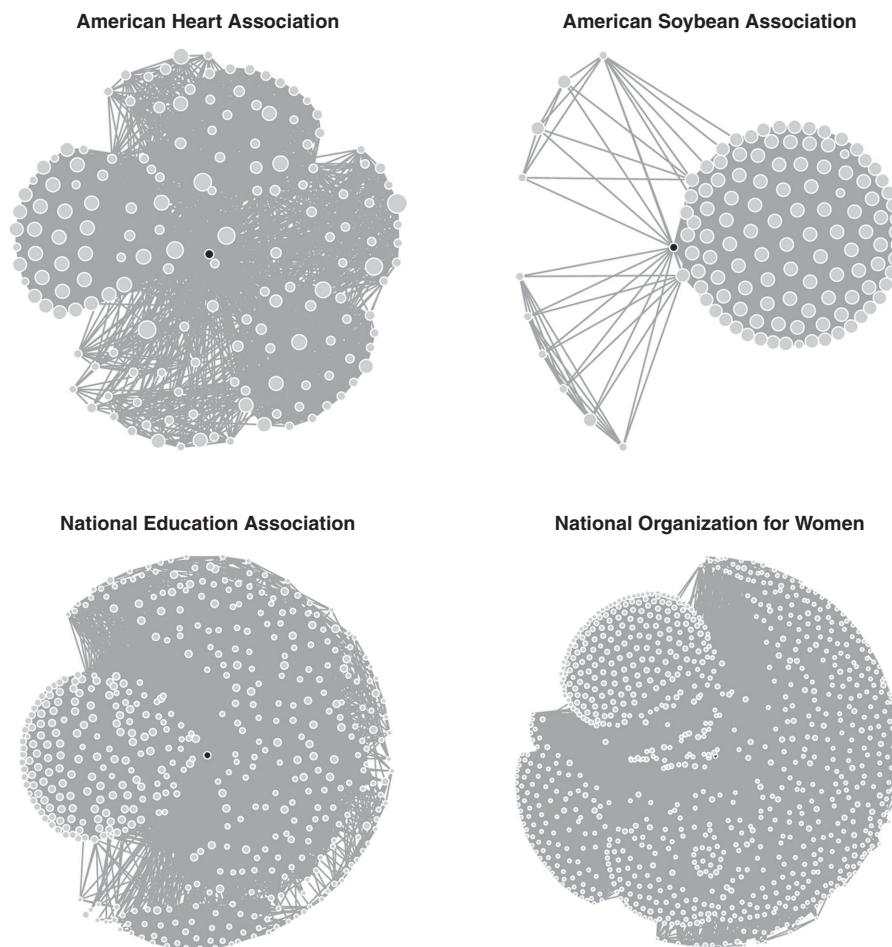 American Heart Association
American Soybean Association
National Education Association
National Organization for Women